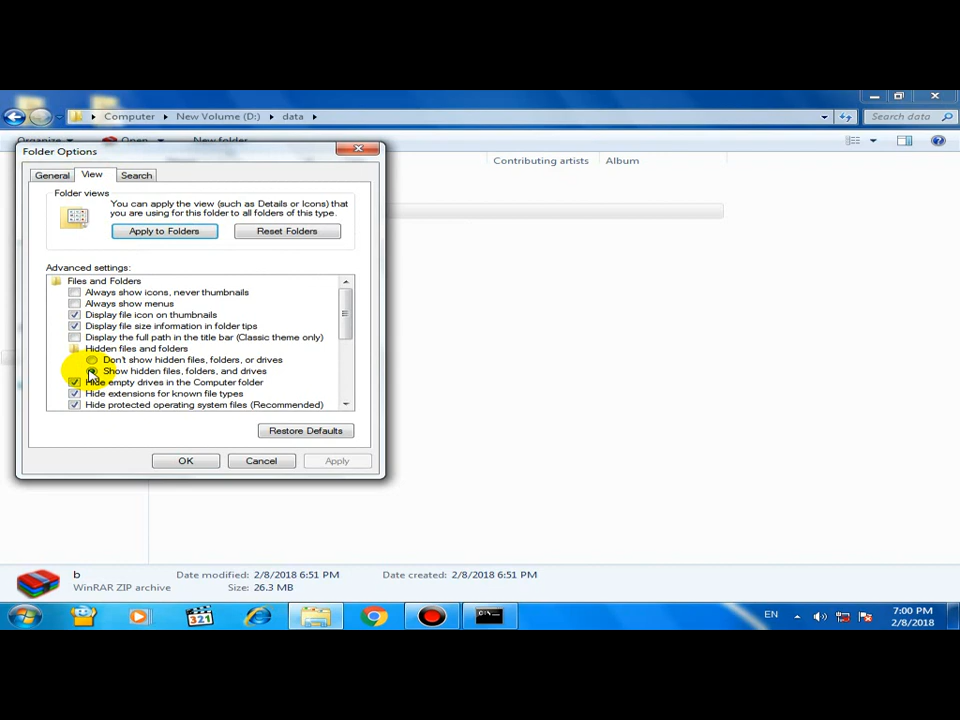 Computer New Volume (D:) data Search data
Organize Open New folder
Folder Options
Contributing artists Album
General View Search
Folder views
You can apply the view (such as Details or Icons) that
you are using for this folder to all folders of this type.
Apply to Folders Reset Folders
Advanced settings:
Files and Folders
Always show icons, never thumbnails
Always show menus
Display file icon on thumbnails
Display file size information in folder tips
Display the full path in the title bar (Classic theme only)
Hidden files and folders
Don't show hidden files, folders, or drives
Show hidden files, folders, and drives
Hide empty drives in the Computer folder
Hide extensions for known file types
Hide protected operating system files (Recommended)
Restore Defaults
OK Cancel Apply
b Date modified: 2/8/2018 6:51 PM Date created: 2/8/2018 6:51 PM
WinRAR ZIP archive Size: 26.3 MB
321 C:\. EN 7:00 PM
2/8/2018